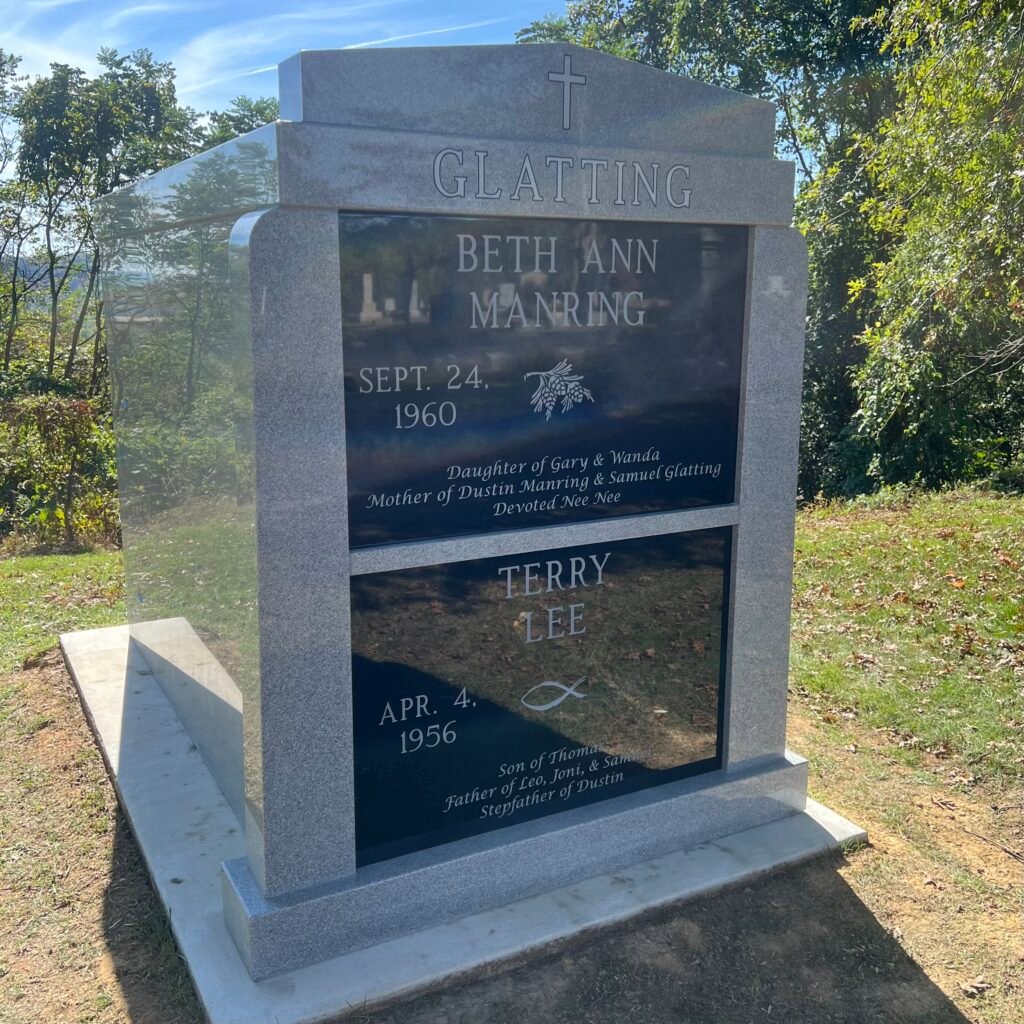 GLATTING
BETH ANN
MANRING
SEPT. 24,
1960
Daughter of Gary & Wanda
Mother of Dustin Manring & Samuel Glatting
Devoted Nee Nee
TERRY
LEE
APR. 4,
1956
Son of
Father of Leo, Joni, &
Stepfather of Dustin